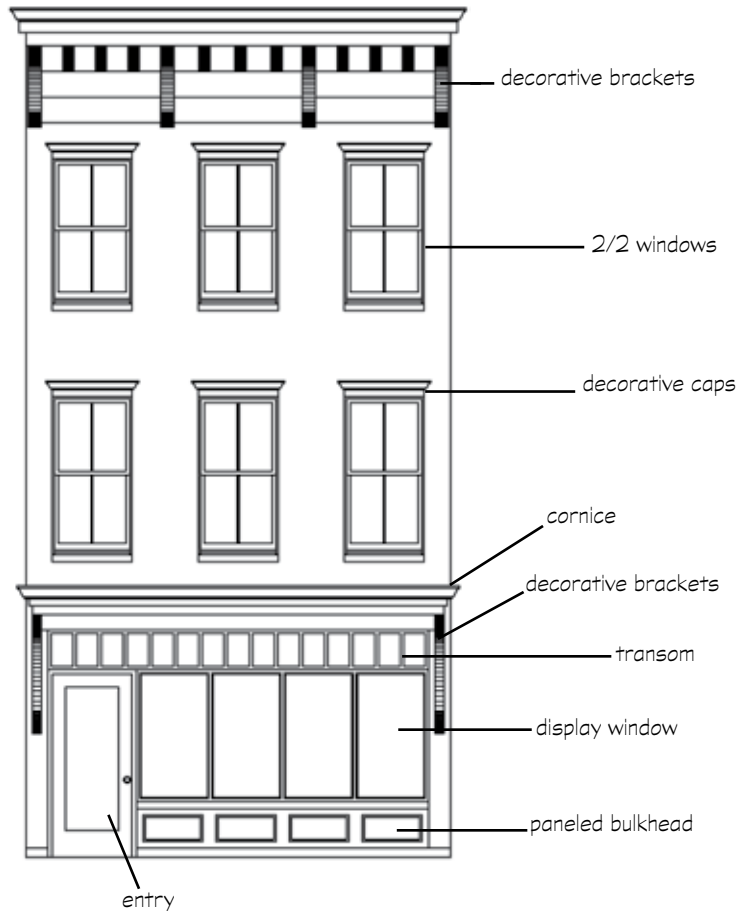 decorative brackets
2/2 windows
decorative caps
cornice
decorative brackets
transom
display window
paneled bulkhead
entry